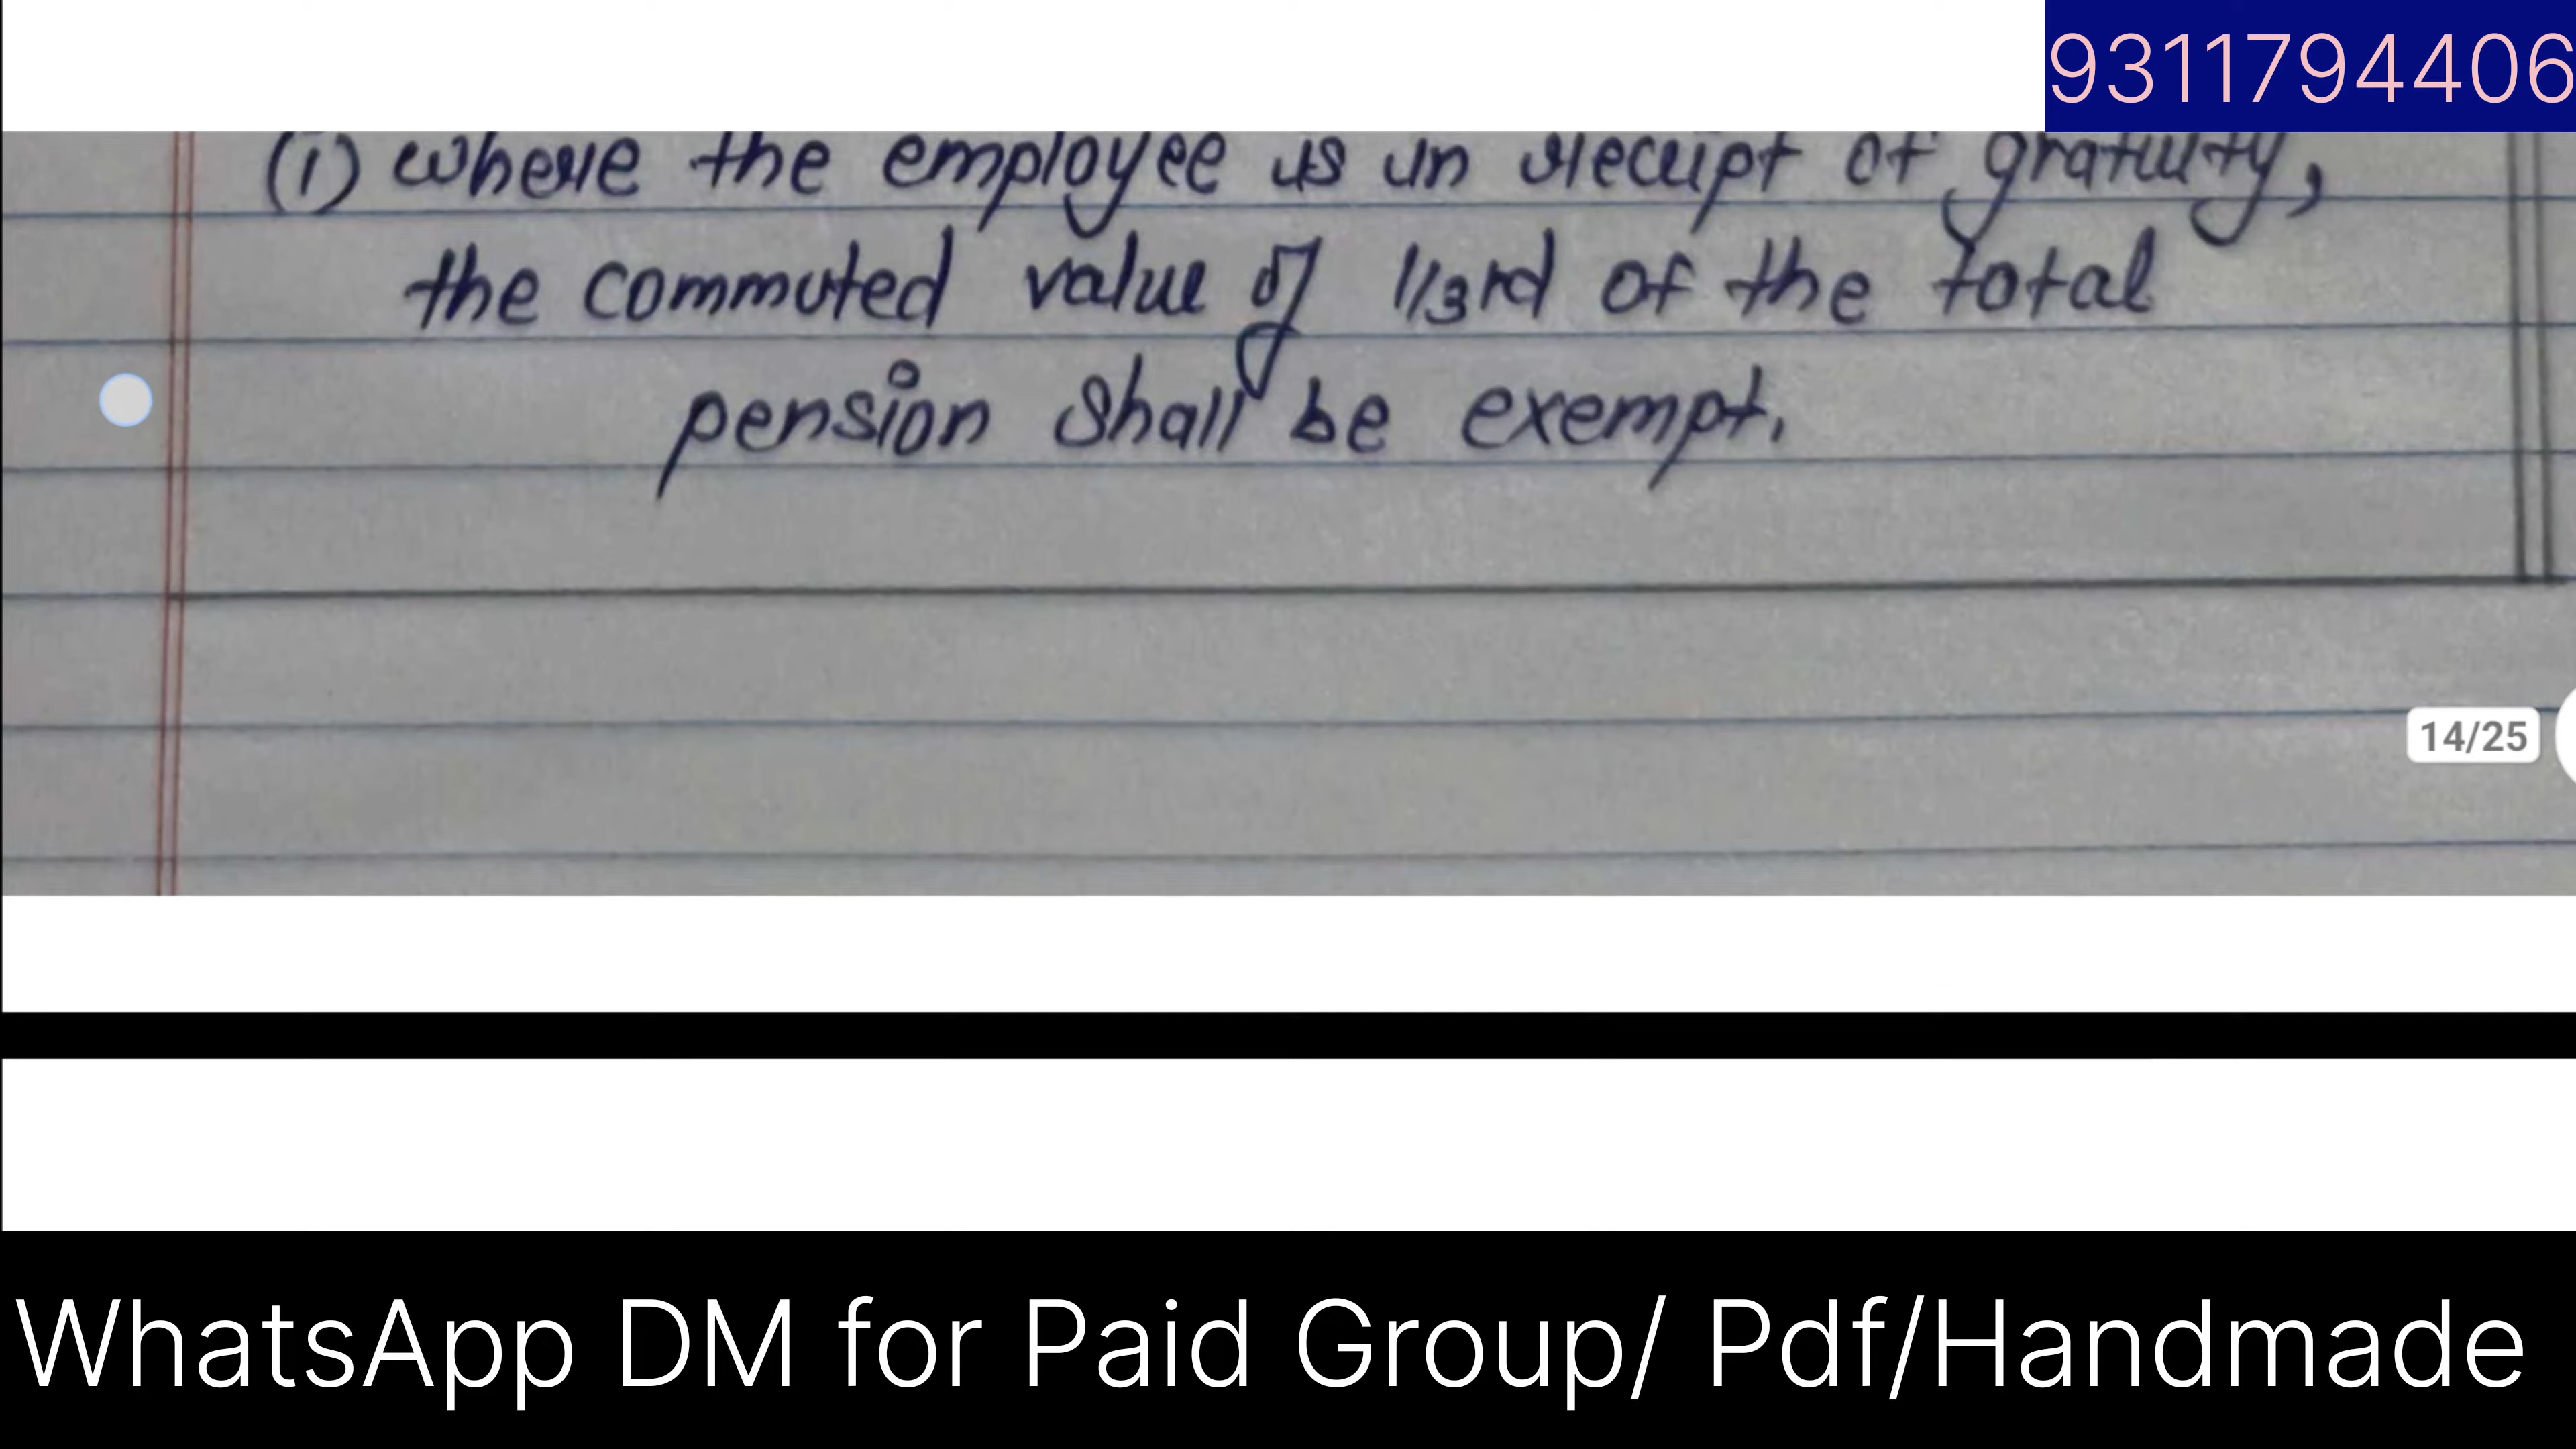 9311794406
(i) where the employee is in receipt of gratuity,
the commuted value of 1/3rd of the total
pension shall be exempt.
14/25
WhatsApp DM for Paid Group/ Pdf/Handmade